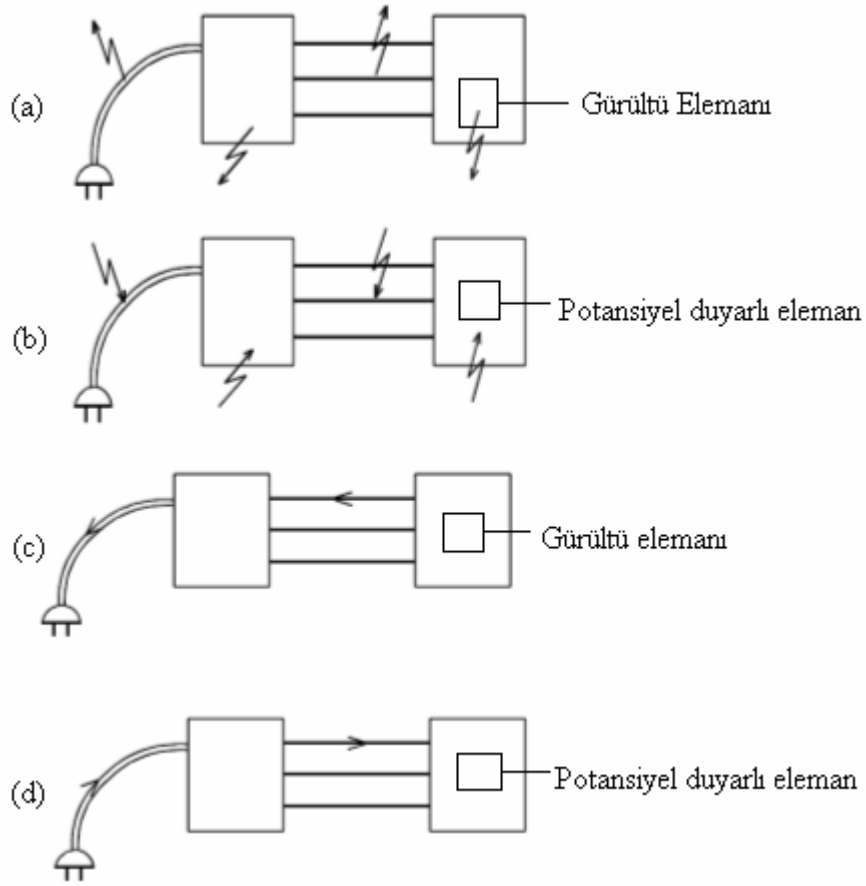 (a)
Gürültü Elemanı
(b)
Potansiyel duyarlı eleman
(c)
Gürültü elemanı
(d)
Potansiyel duyarlı eleman